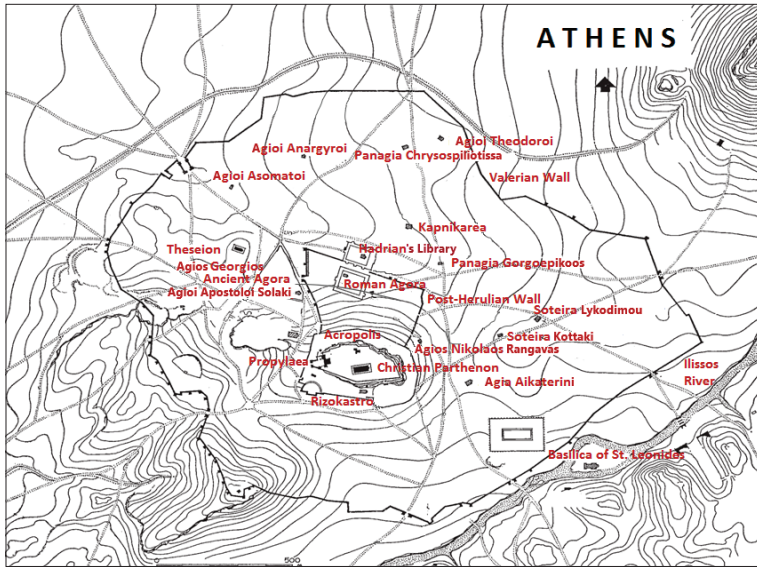 ATHENS
Agioi Theodoroi
Agioi Anargyroi
Panagia Chrysospiliotissa
Agioi Asomatoi
Valerian Wall
Kapnikarea
Theseion
Hadrian's Library
Agios Georgios
Panagia Gorgoepikoos
Ancient Agora
Roman Agora
Agioi Apostoloi Solaki
Post-Herulian Wall
Soteira Lykodimou
Acropolis
Soteira Kottaki
Agios Nikolaos Rangavas
Propylaea
Christian Parthenon
Ilissos
River
Agia Aikaterini
Rizokastro
Basilica of St. Leonides
0 500